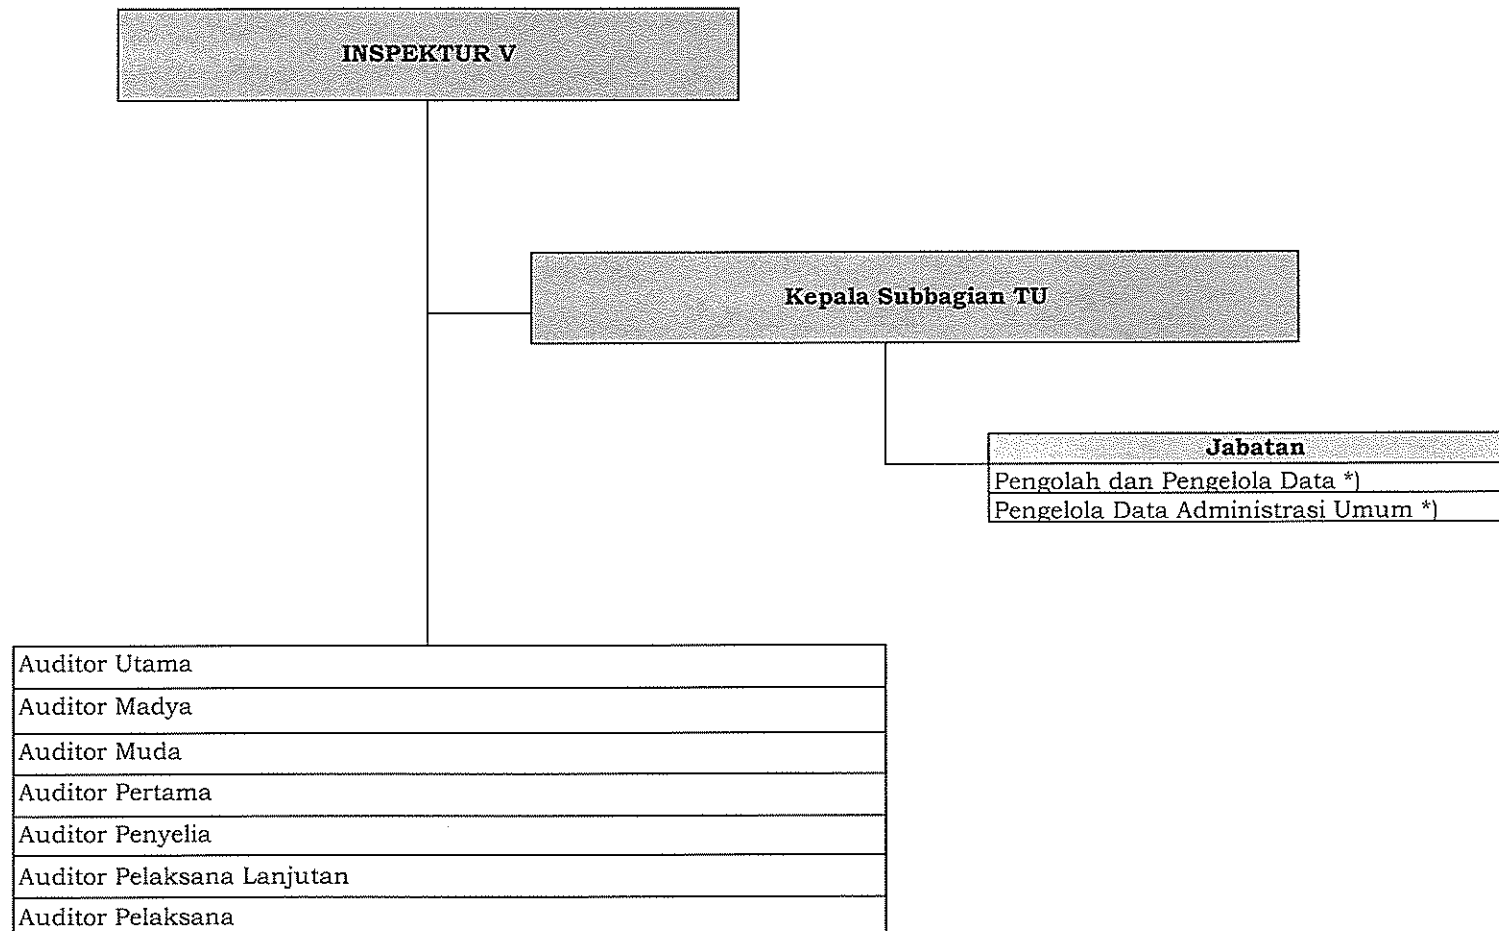 INSPEKTUR V
Kepala Subbagian TU
Jabatan
Pengolah dan Pengelola Data *)
Pengelola Data Administrasi Umum *)
Auditor Utama
Auditor Madya
Auditor Muda
Auditor Pertama
Auditor Penyelia
Auditor Pelaksana Lanjutan
Auditor Pelaksana